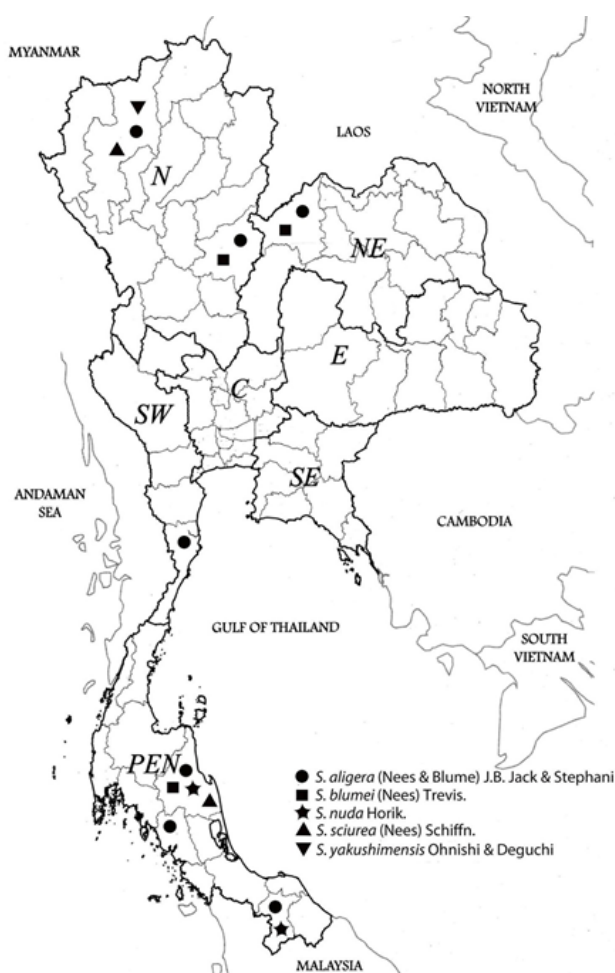 MYANMAR
NORTH
VIETNAM
LAOS
N
NE
E
C
SW
SE
ANDAMAN
SEA
CAMBODIA
GULF OF THAILAND
SOUTH
VIETNAM
PEN
S. aligera (Nees & Blume) J.B. Jack & Stephani
S. blumei (Nees) Trevis.
S. nuda Horik.
S. sciurea (Nees) Schiffn.
S. yakushimensis Ohnishi & Deguchi
MALAYSIA